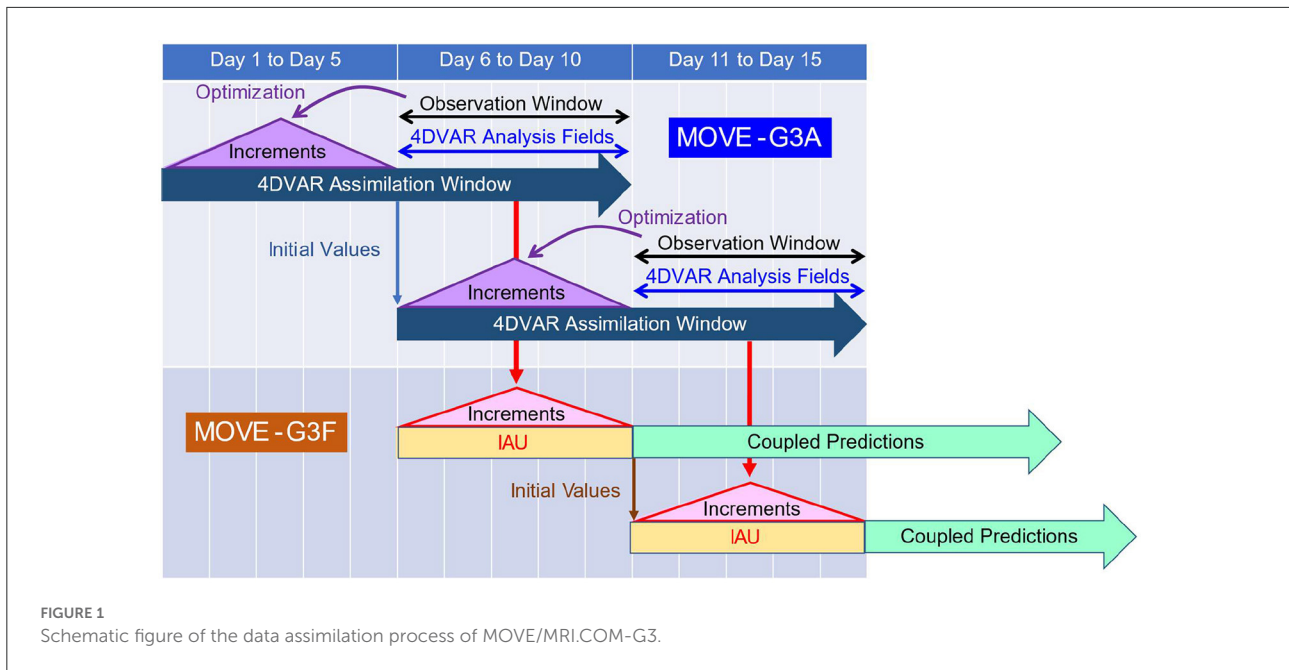 Day 1 to Day 5
Day 6 to Day 10
Day 11 to Day 15
Optimization
Observation Window
4DVAR Analysis Fields
MOVE-G3A
Increments
4DVAR Assimilation Window
Optimization
Initial Values
Observation Window
4DVAR Analysis Fields
Increments
4DVAR Assimilation Window
MOVE-G3F
Increments
IAU
Coupled Predictions
Initial Values
Increments
IAU
Coupled Predictions
FIGURE 1
Schematic figure of the data assimilation process of MOVE/MRI.COM-G3.